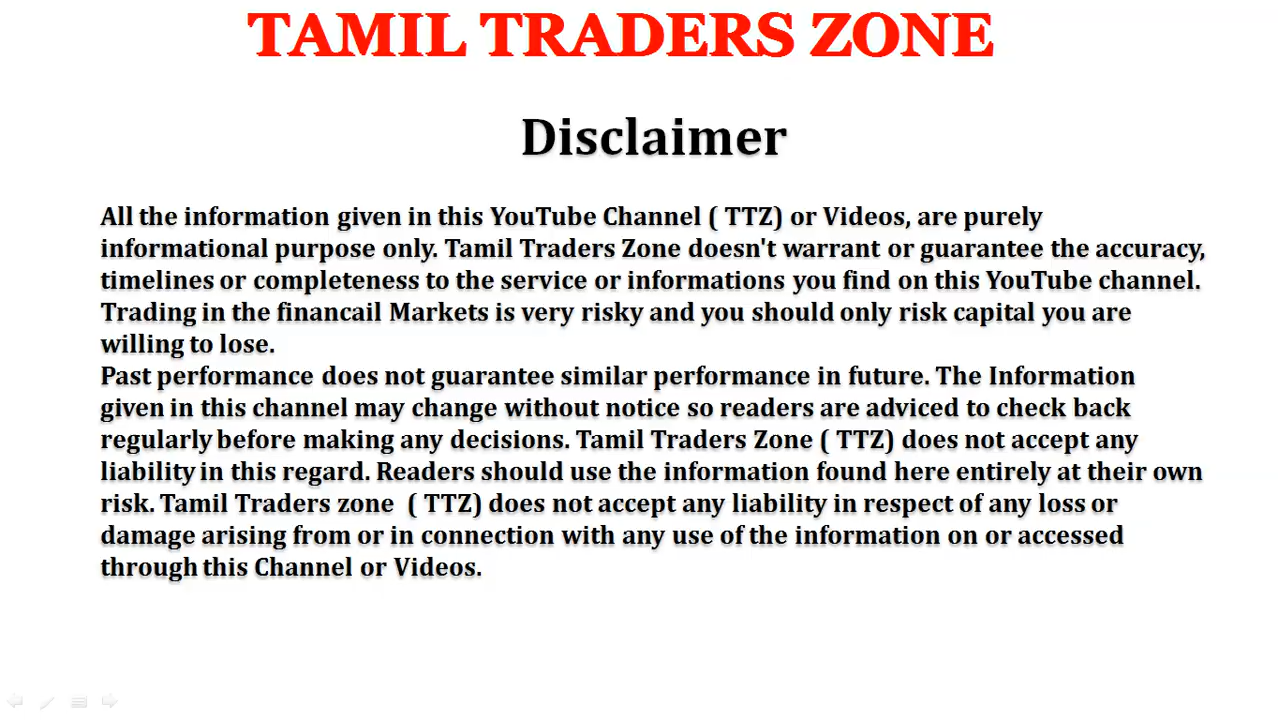 TAMIL TRADERS ZONE
Disclaimer
All the information given in this YouTube Channel ( TTZ) or Videos, are purely
informational purpose only. Tamil Traders Zone doesn't warrant or guarantee the accuracy,
timelines or completeness to the service or informations you find on this YouTube channel.
Trading in the financail Markets is very risky and you should only risk capital you are
willing to lose.
Past performance does not guarantee similar performance in future. The Information
given in this channel may change without notice so readers are adviced to check back
regularly before making any decisions. Tamil Traders Zone ( TTZ) does not accept any
liability in this regard. Readers should use the information found here entirely at their own
risk. Tamil Traders zone  ( TTZ) does not accept any liability in respect of any loss or
damage arising from or in connection with any use of the information on or accessed
through this Channel or Videos.